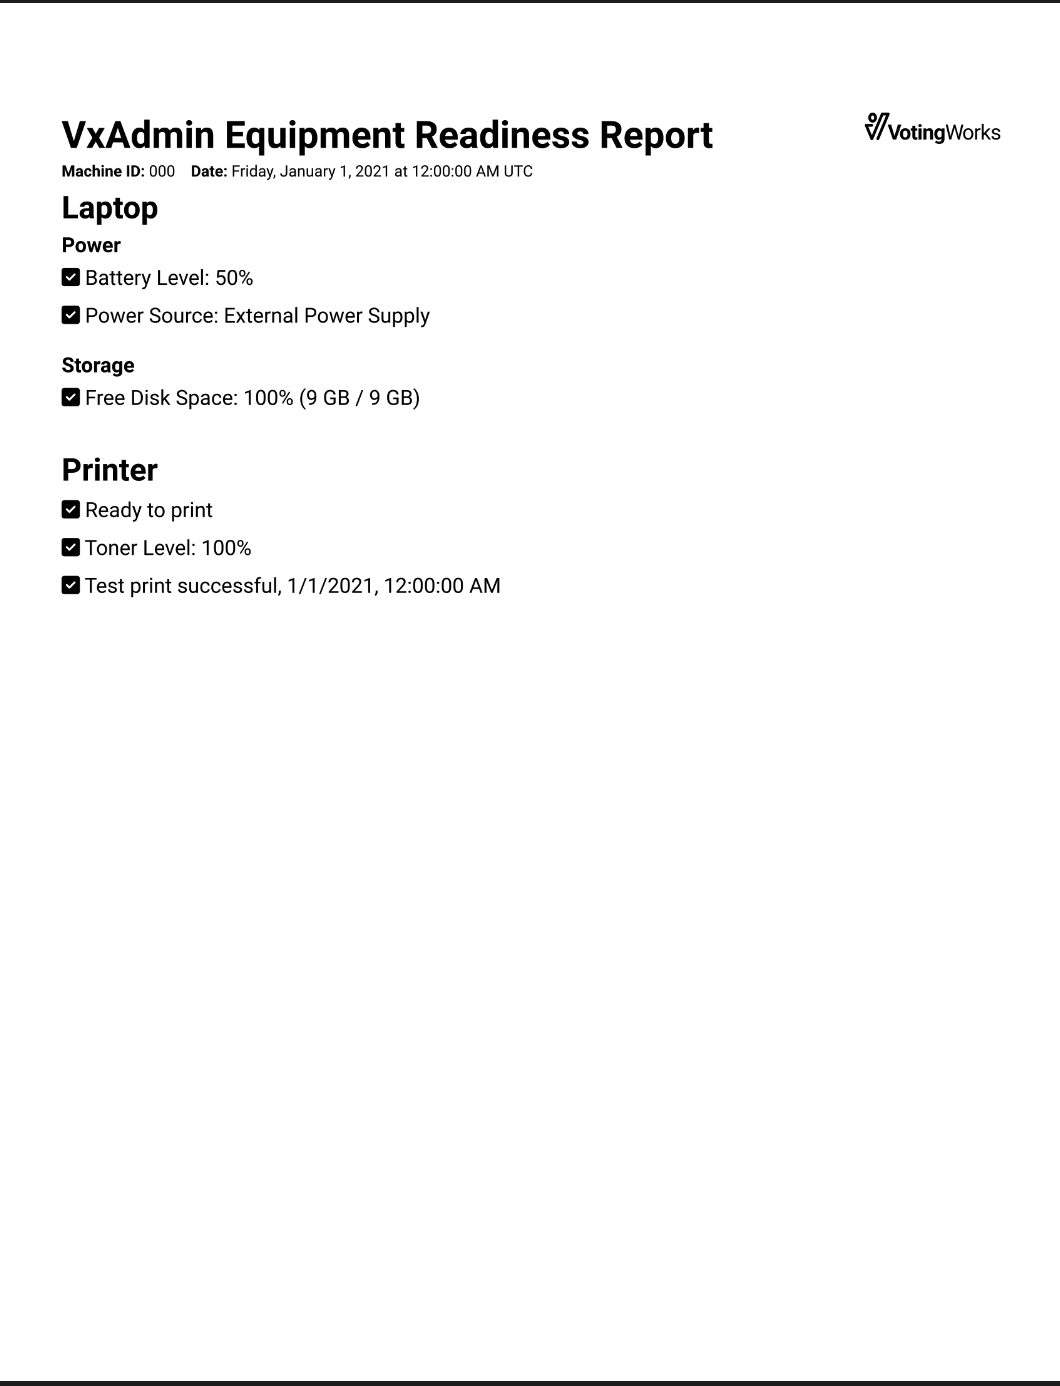 VxAdmin Equipment Readiness Report
VotingWorks
Machine ID: 000 Date: Friday, January 1, 2021 at 12:00:00 AM UTC
Laptop
Power
Battery Level: 50%
Power Source: External Power Supply
Storage
Free Disk Space: 100% (9 GB / 9 GB)
Printer
Ready to print
Toner Level: 100%
Test print successful, 1/1/2021, 12:00:00 AM